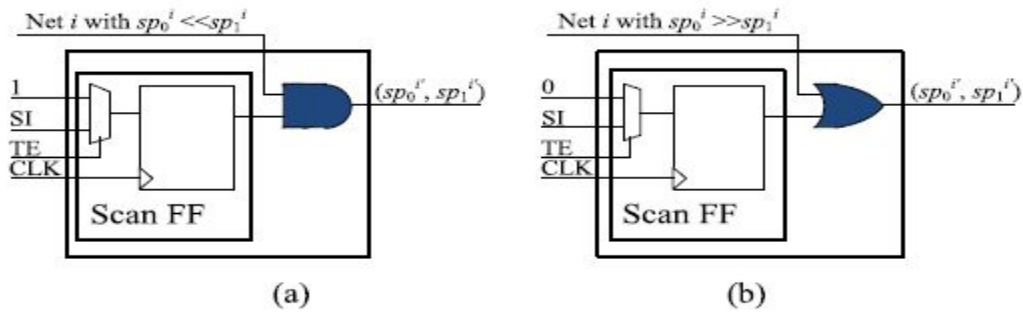 Net i with sp₀ⁱ <<sp₁ⁱ
1
SI
TE
CLK
Scan FF
(sp₀ⁱ', sp₁ⁱ')
(a)
Net i with sp₀ⁱ >>sp₁ⁱ
0
SI
TE
CLK
Scan FF
(sp₀ⁱ', sp₁ⁱ')
(b)